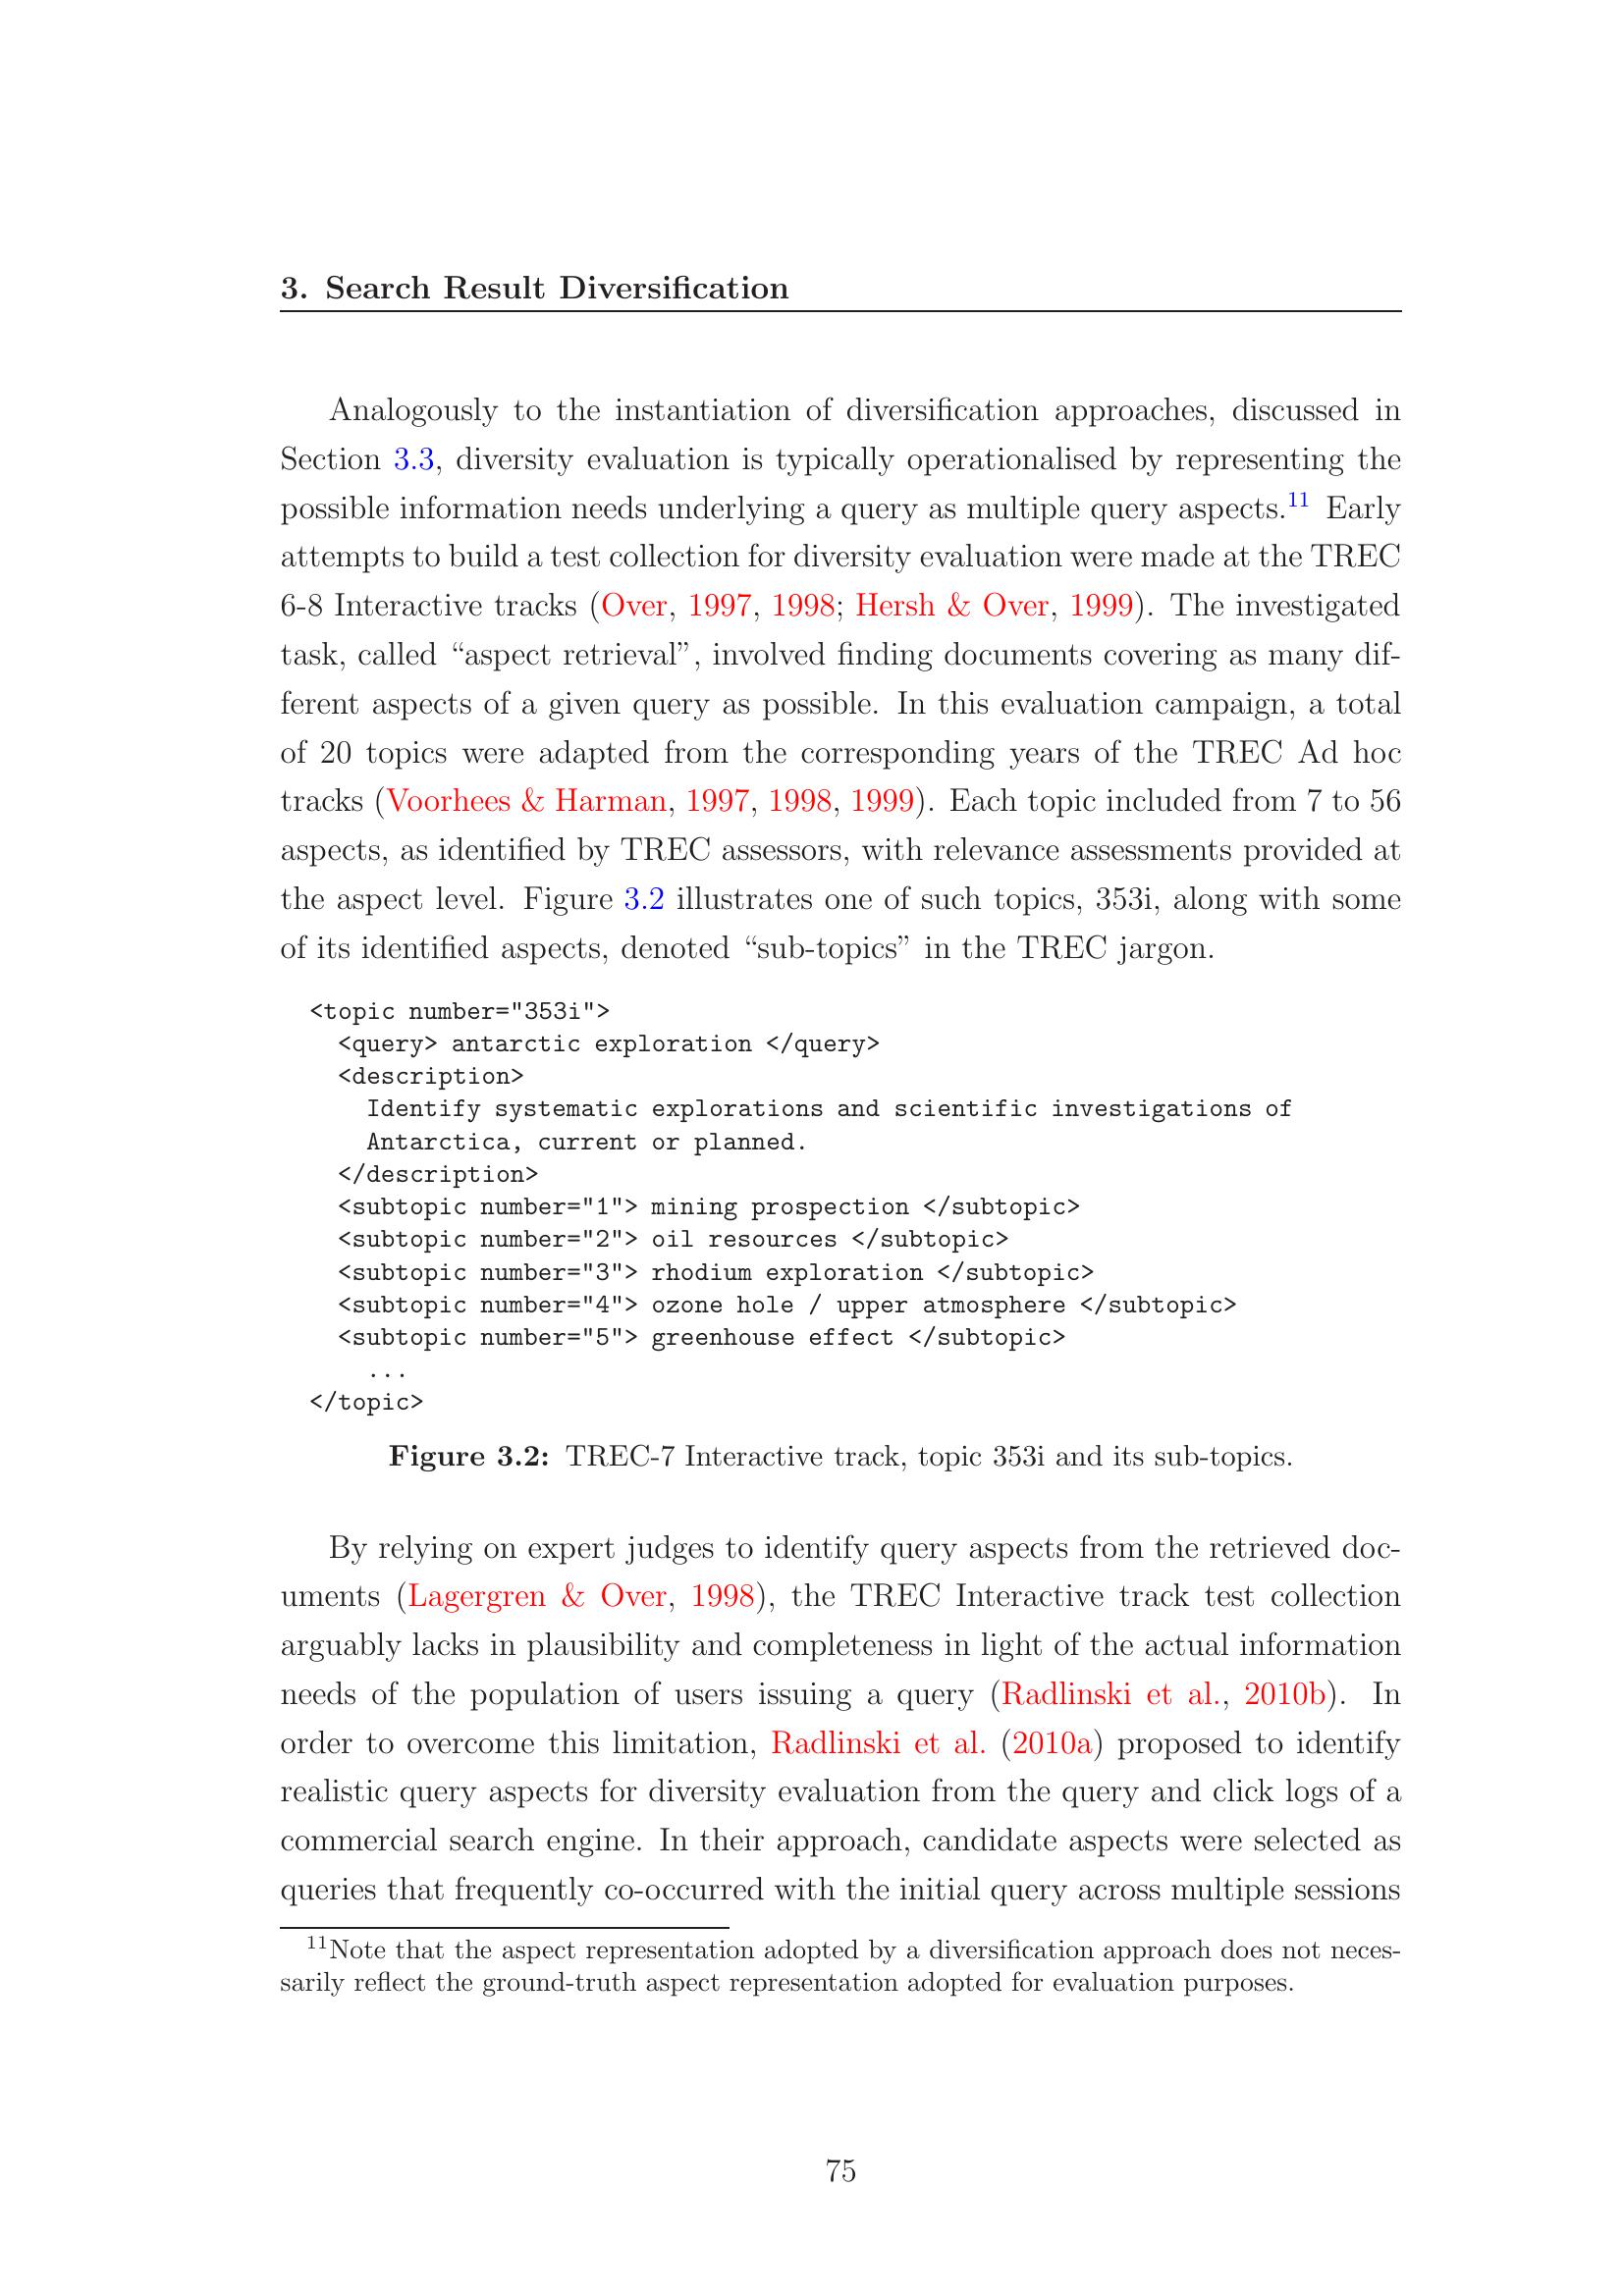 3. Search Result Diversification
Analogously to the instantiation of diversification approaches, discussed in
Section 3.3, diversity evaluation is typically operationalised by representing the
possible information needs underlying a query as multiple query aspects.11 Early
attempts to build a test collection for diversity evaluation were made at the TREC
6-8 Interactive tracks (Over, 1997, 1998; Hersh & Over, 1999). The investigated
task, called “aspect retrieval”, involved finding documents covering as many dif-
ferent aspects of a given query as possible. In this evaluation campaign, a total
of 20 topics were adapted from the corresponding years of the TREC Ad hoc
tracks (Voorhees & Harman, 1997, 1998, 1999). Each topic included from 7 to 56
aspects, as identified by TREC assessors, with relevance assessments provided at
the aspect level. Figure 3.2 illustrates one of such topics, 353i, along with some
of its identified aspects, denoted “sub-topics” in the TREC jargon.
<topic number="353i">
<query> antarctic exploration </query>
<description>
Identify systematic explorations and scientific investigations of
Antarctica, current or planned.
</description>
<subtopic number="1"> mining prospection </subtopic>
<subtopic number="2"> oil resources </subtopic>
<subtopic number="3"> rhodium exploration </subtopic>
<subtopic number="4"> ozone hole / upper atmosphere </subtopic>
<subtopic number="5"> greenhouse effect </subtopic>
...
</topic>
Figure 3.2: TREC-7 Interactive track, topic 353i and its sub-topics.
By relying on expert judges to identify query aspects from the retrieved doc-
uments (Lagergren & Over, 1998), the TREC Interactive track test collection
arguably lacks in plausibility and completeness in light of the actual information
needs of the population of users issuing a query (Radlinski et al., 2010b). In
order to overcome this limitation, Radlinski et al. (2010a) proposed to identify
realistic query aspects for diversity evaluation from the query and click logs of a
commercial search engine. In their approach, candidate aspects were selected as
queries that frequently co-occurred with the initial query across multiple sessions
11Note that the aspect representation adopted by a diversification approach does not neces-
sarily reflect the ground-truth aspect representation adopted for evaluation purposes.
75